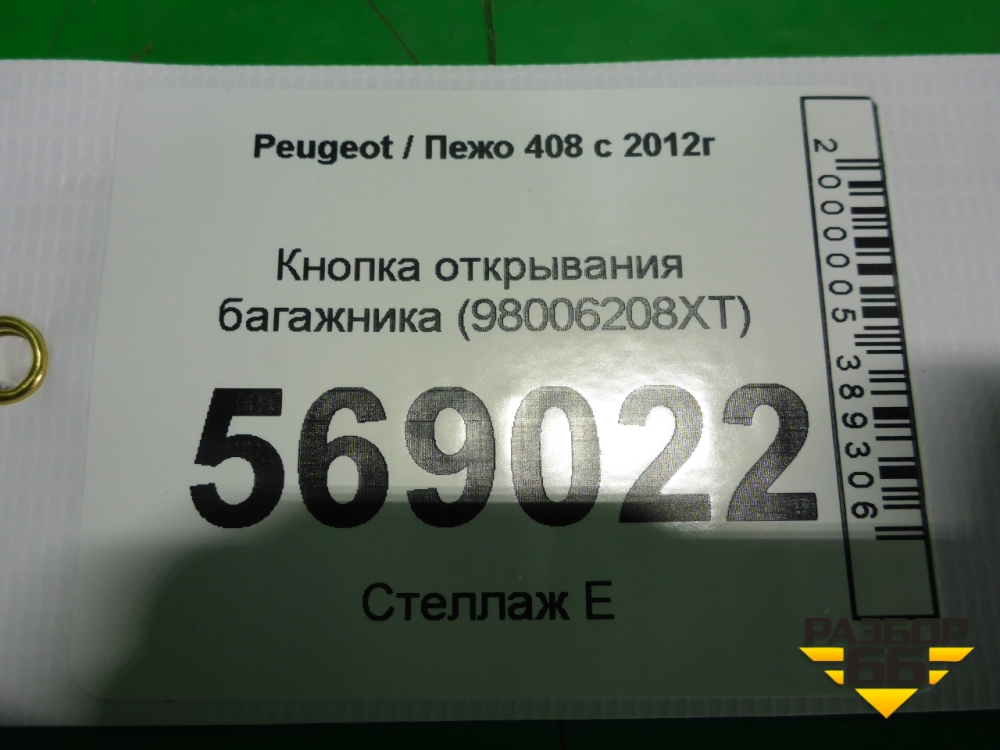 Peugeot / Пежо 408 с 2012г
Кнопка открывания
багажника (98006208XT)
569022
Стеллаж Е
2000005389306
РАЗБОР
66